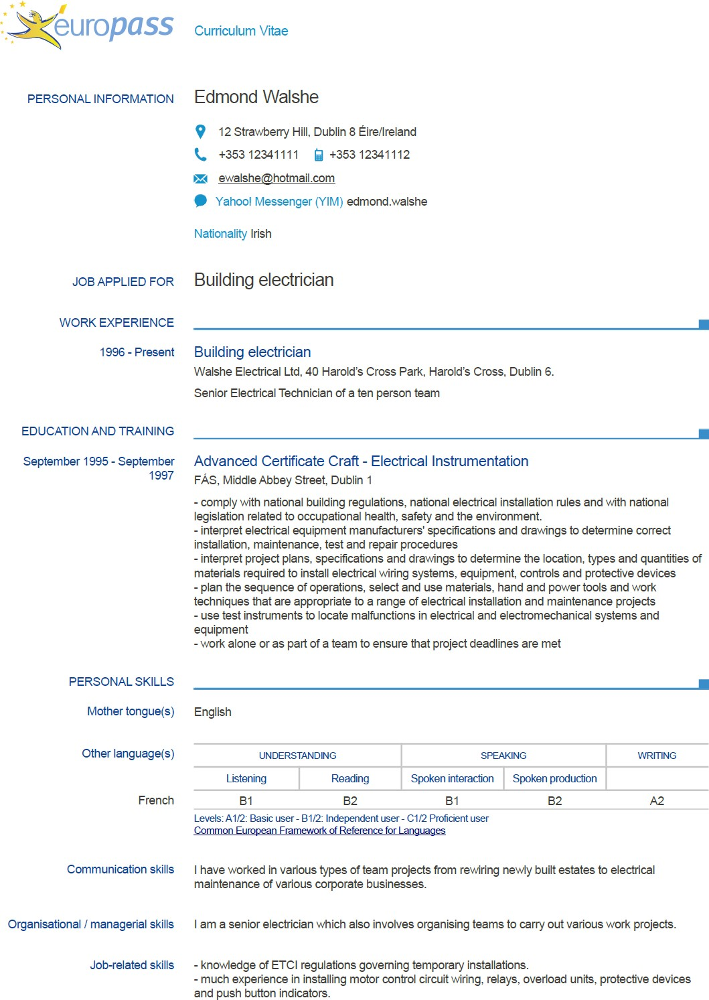 europass
Curriculum Vitae
PERSONAL INFORMATION
Edmond Walshe
12 Strawberry Hill, Dublin 8 Éire/Ireland
+353 12341111 +353 12341112
ewalshe@hotmail.com
Yahoo! Messenger (YIM) edmond.walshe
Nationality Irish
JOB APPLIED FOR
Building electrician
WORK EXPERIENCE
1996 - Present
Building electrician
Walshe Electrical Ltd, 40 Harold’s Cross Park, Harold’s Cross, Dublin 6.
Senior Electrical Technician of a ten person team
EDUCATION AND TRAINING
September 1995 - September
1997
Advanced Certificate Craft - Electrical Instrumentation
FÁS, Middle Abbey Street, Dublin 1
- comply with national building regulations, national electrical installation rules and with national
legislation related to occupational health, safety and the environment.
- interpret electrical equipment manufacturers' specifications and drawings to determine correct
installation, maintenance, test and repair procedures
- interpret project plans, specifications and drawings to determine the location, types and quantities of
materials required to install electrical wiring systems, equipment, controls and protective devices
- plan the sequence of operations, select and use materials, hand and power tools and work
techniques that are appropriate to a range of electrical installation and maintenance projects
- use test instruments to locate malfunctions in electrical and electromechanical systems and
equipment
- work alone or as part of a team to ensure that project deadlines are met
PERSONAL SKILLS
Mother tongue(s)
English
Other language(s)
UNDERSTANDING SPEAKING WRITING
Listening Reading Spoken interaction Spoken production
French B1 B2 B1 B2 A2
Levels: A1/2: Basic user - B1/2: Independent user - C1/2 Proficient user
Common European Framework of Reference for Languages
Communication skills
I have worked in various types of team projects from rewiring newly built estates to electrical
maintenance of various corporate businesses.
Organisational / managerial skills
I am a senior electrician which also involves organising teams to carry out various work projects.
Job-related skills
- knowledge of ETCI regulations governing temporary installations.
- much experience in installing motor control circuit wiring, relays, overload units, protective devices
and push button indicators.